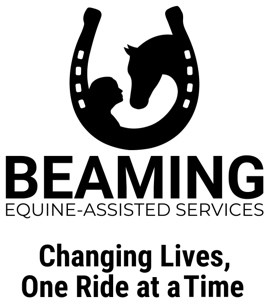 BEAMING
EQUINE-ASSISTED SERVICES
Changing Lives,
One Ride at a Time